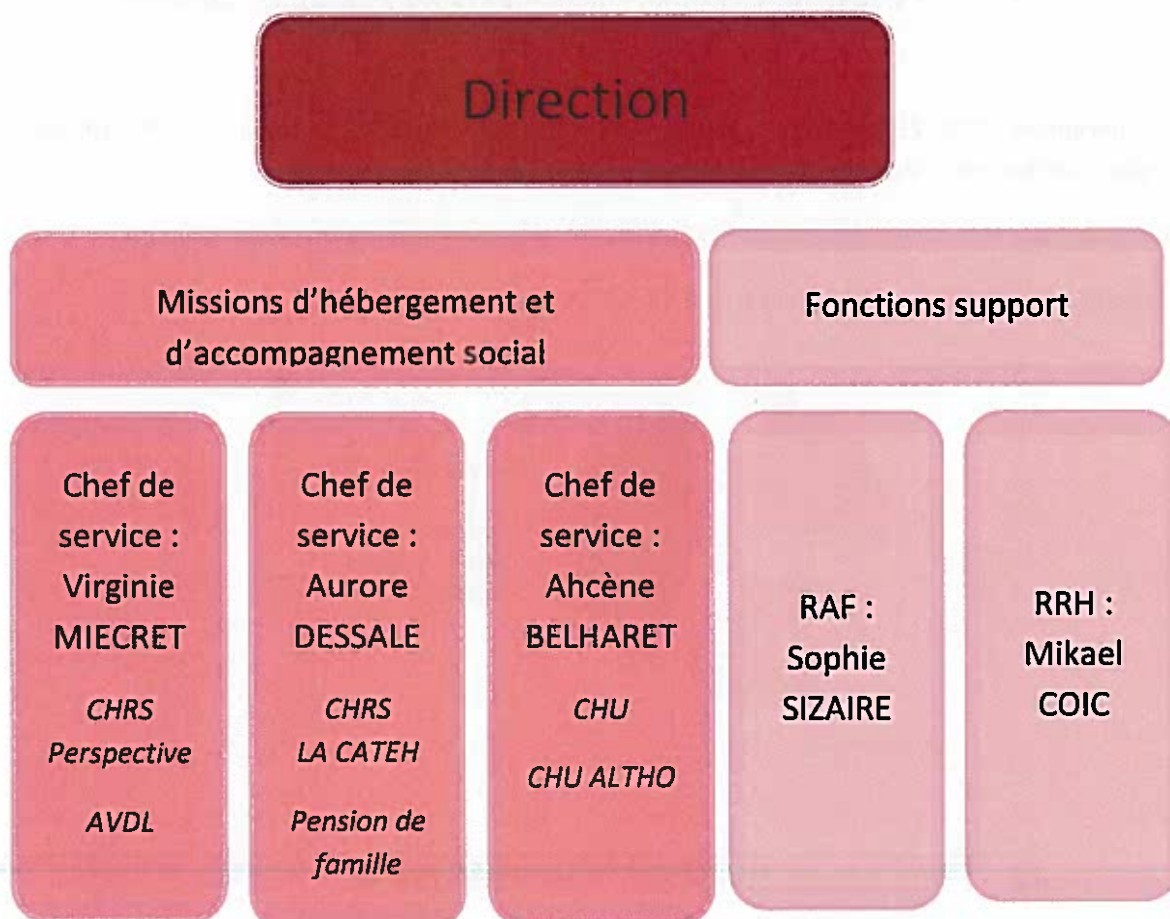 Direction
Missions d'hébergement et
d'accompagnement social
Fonctions support
Chef de
service :
Virginie
MIECRET
CHRS
Perspective
AVDL
Chef de
service :
Aurore
DESSALE
CHRS
LA CATEH
Pension de
famille
Chef de
service :
Ahcène
BELHARET
CHU
CHU ALTHO
RAF :
Sophie
SIZAIRE
RRH :
Mikael
COIC